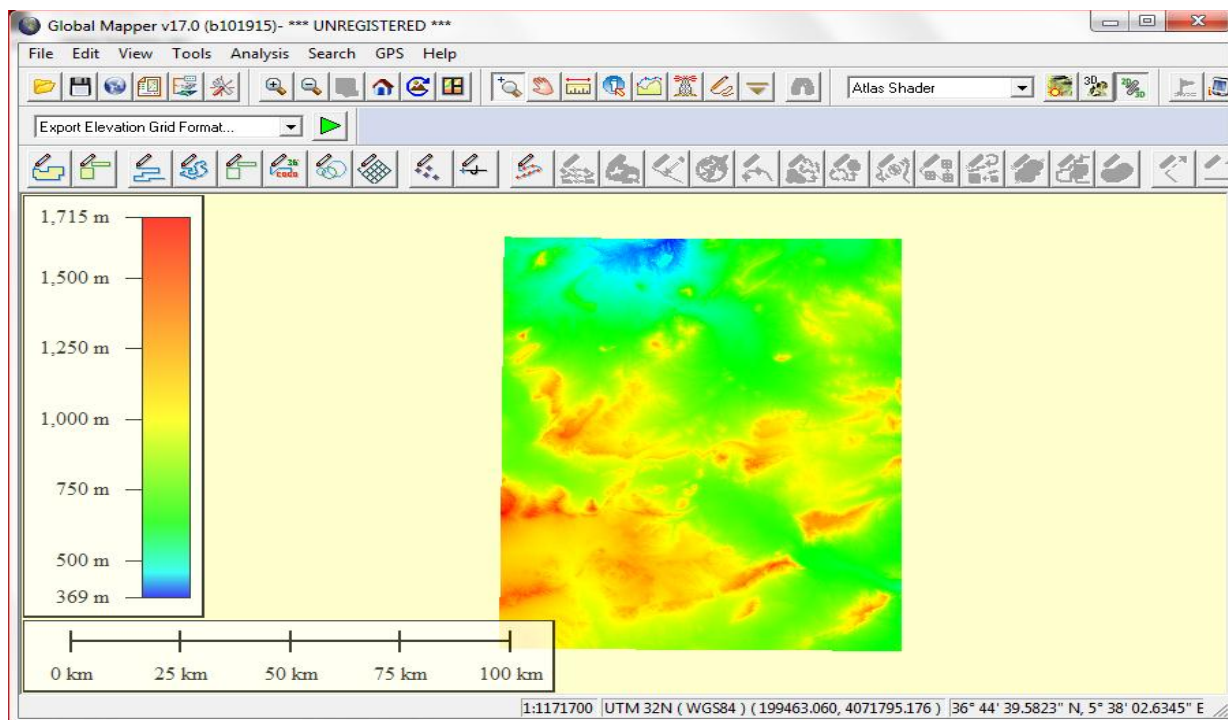 Global Mapper v17.0 (b101915)- *** UNREGISTERED ***
File Edit View Tools Analysis Search GPS Help
Atlas Shader
Export Elevation Grid Format...
1,715 m
1,500 m
1,250 m
1,000 m
750 m
500 m
369 m
0 km 25 km 50 km 75 km 100 km
1:1171700 UTM 32N ( WGS84 ) ( 199463.060, 4071795.176 ) 36° 44' 39.5823" N, 5° 38' 02.6345" E